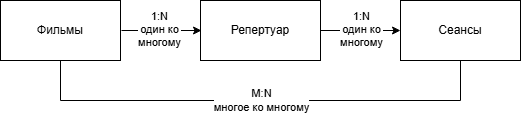 Фильмы
1:N
один ко
многому
Репертуар
1:N
один ко
многому
Сеансы
M:N
многое ко многому